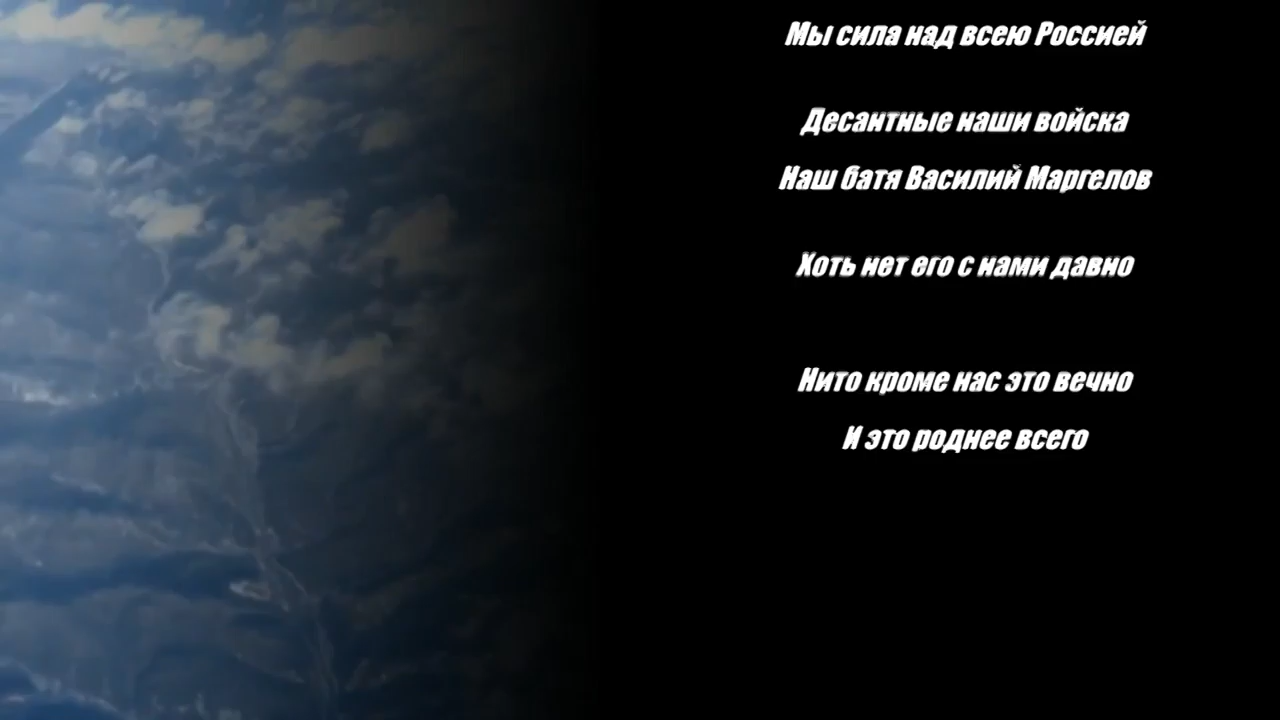 Мы сила над всею Россией
Десантные наши войска
Наш батя Василий Маргелов
Хоть нет его с нами давно
Нито кроме нас это вечно
И это роднее всего